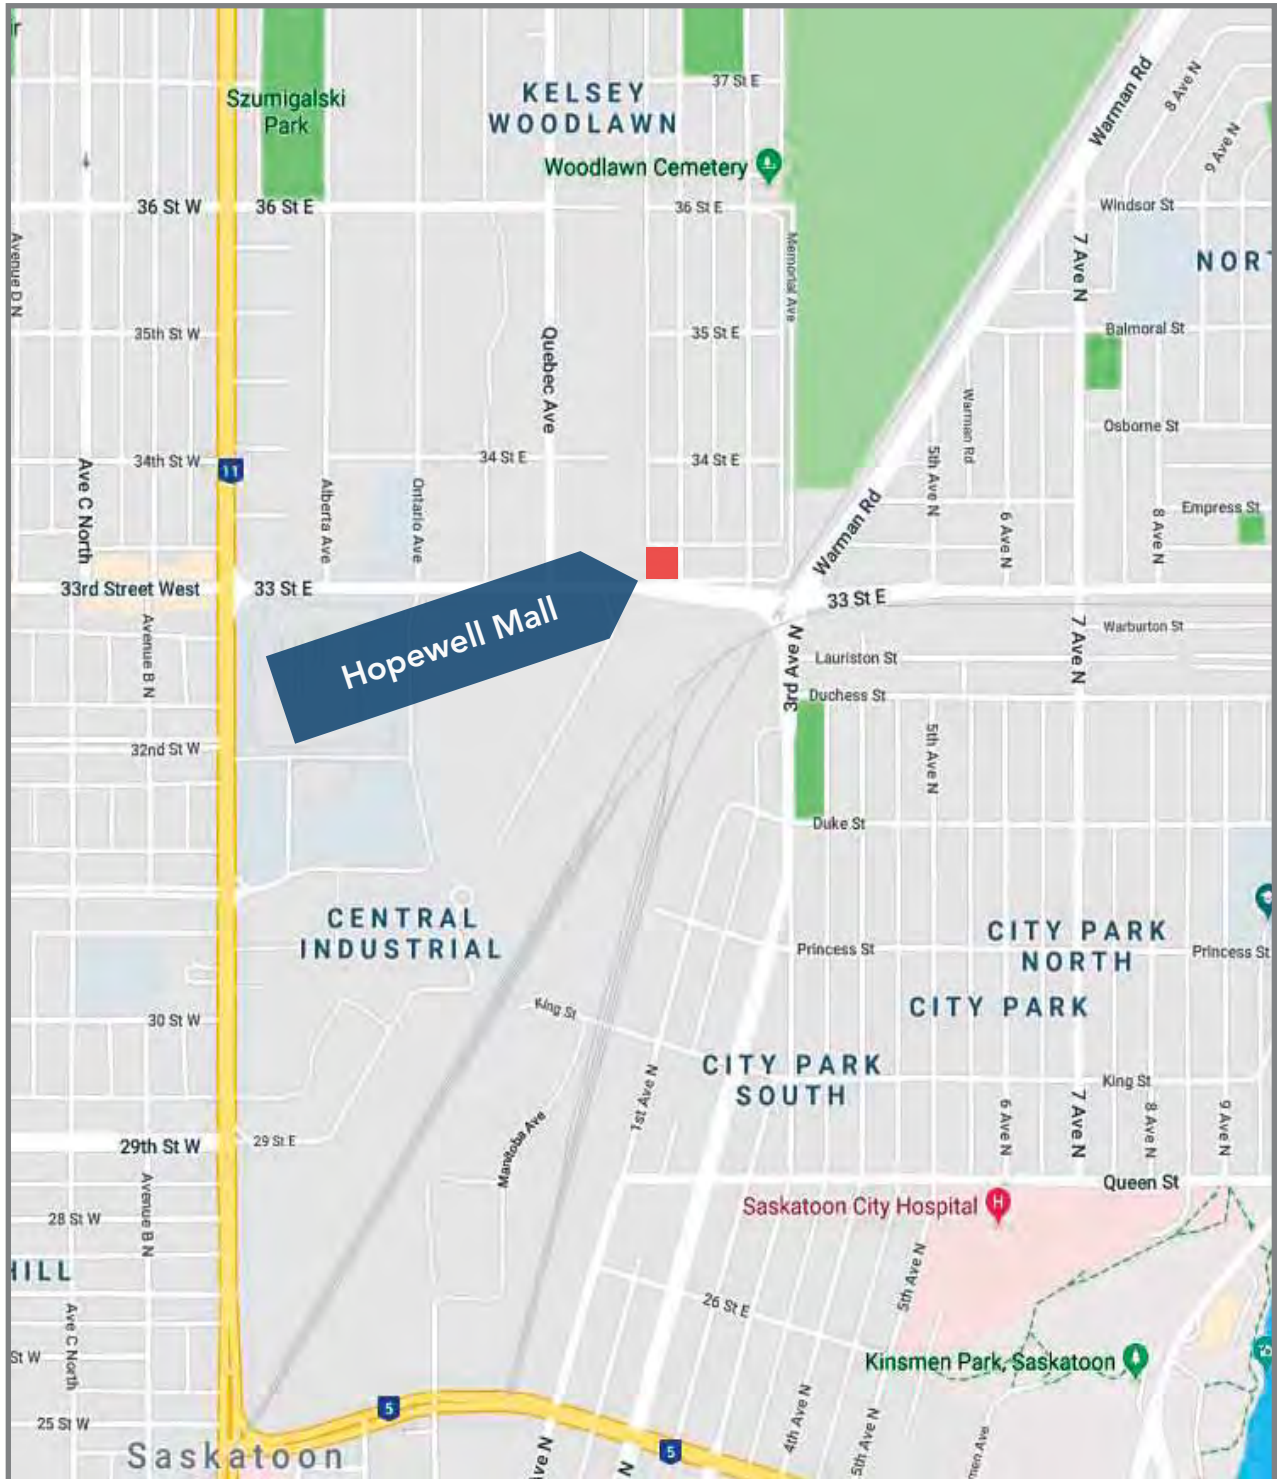 ir
Szumigalski
Park
KELSEY
WOODLAWN
37 St E
Woodlawn Cemetery
Warman Rd
8 Ave N
9 Ave N
36 St W
36 St E
36 St E
Windsor St
Avenue D N
Memorial Ave
7 Ave N
NORT
35th St W
Quebec Ave
35 St E
Balmoral St
Warman Rd
Osborne St
34th St W
11
34 St E
34 St E
5th Ave N
Ave C North
Alberta Ave
Ontario Ave
Warman Rd
6 Ave N
8 Ave N
Empress St
33rd Street West
33 St E
33 St E
Hopewell Mall
Avenue B N
3rd Ave N
7 Ave N
Warburton St
Lauriston St
Duchess St
32nd St W
5th Ave N
Duke St
CENTRAL
INDUSTRIAL
Princess St
CITY PARK
NORTH
Princess St
CITY PARK
30 St W
King St
CITY PARK
SOUTH
King St
1st Ave N
Manitoba Ave
6 Ave N
7 Ave N
8 Ave N
9 Ave N
29th St W
29 St E
Queen St
Avenue B N
Saskatoon City Hospital
H
28 St W
HILL
5th Ave N
26 St E
Ave C North
St W
Kinsmen Park, Saskatoon
5
25 St W
4th Ave N
5th Ave N
men Ave
5
Saskatoon
ve N
N